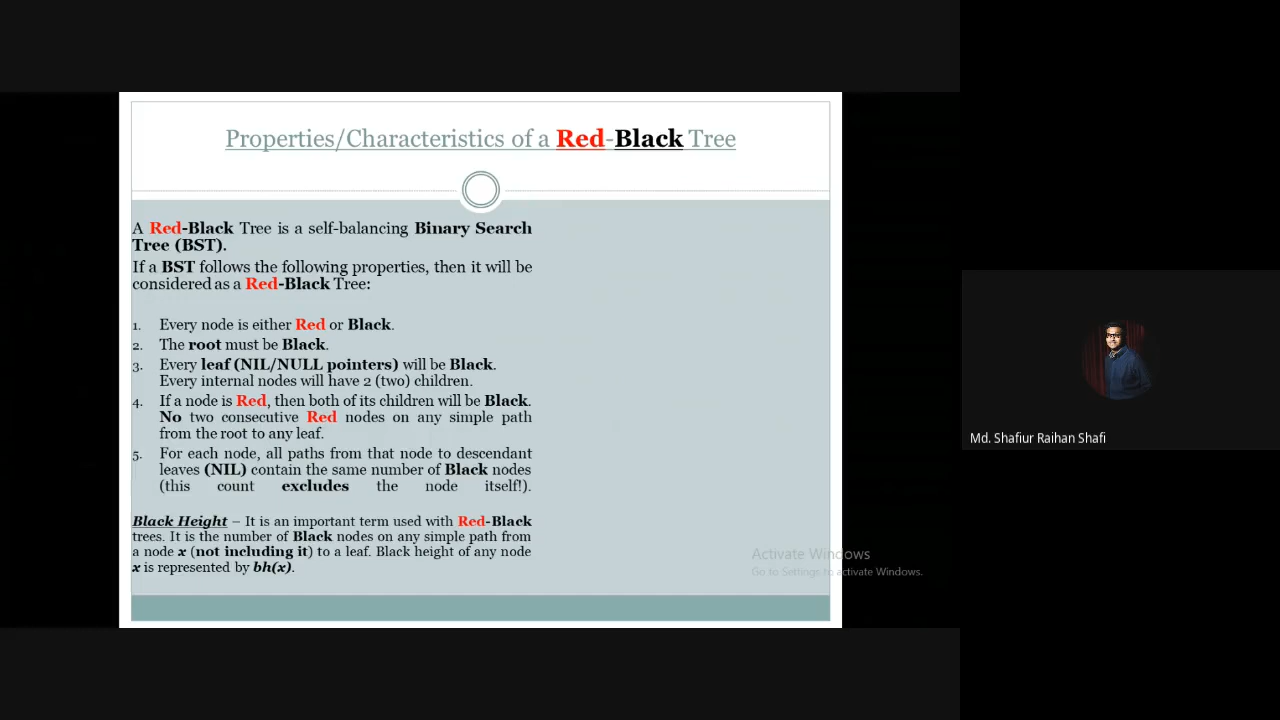 Properties/Characteristics of a Red-Black Tree
A Red-Black Tree is a self-balancing Binary Search
Tree (BST).
If a BST follows the following properties, then it will be
considered as a Red-Black Tree:
1. Every node is either Red or Black.
2. The root must be Black.
3. Every leaf (NIL/NULL pointers) will be Black.
Every internal nodes will have 2 (two) children.
4. If a node is Red, then both of its children will be Black.
No two consecutive Red nodes on any simple path
from the root to any leaf.
5. For each node, all paths from that node to descendant
leaves (NIL) contain the same number of Black nodes
(this count excludes the node itself!).
Black Height – It is an important term used with Red-Black
trees. It is the number of Black nodes on any simple path from
a node x (not including it) to a leaf. Black height of any node
x is represented by bh(x).
Activate Windows
Go to Settings to activate Windows.
Md. Shafiur Raihan Shafi